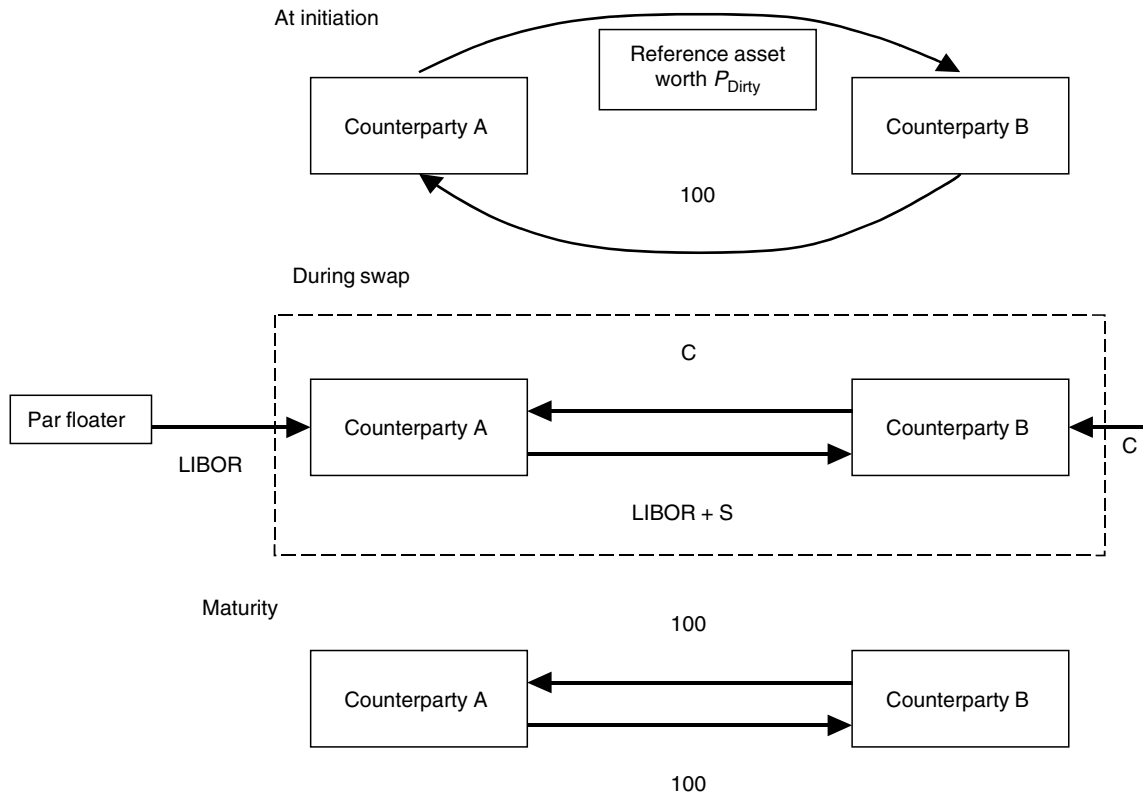 At initiation
Reference asset
worth P_Dirty
Counterparty A
Counterparty B
100
During swap
C
Par floater
Counterparty A
Counterparty B
LIBOR
C
LIBOR + S
Maturity
100
Counterparty A
Counterparty B
100